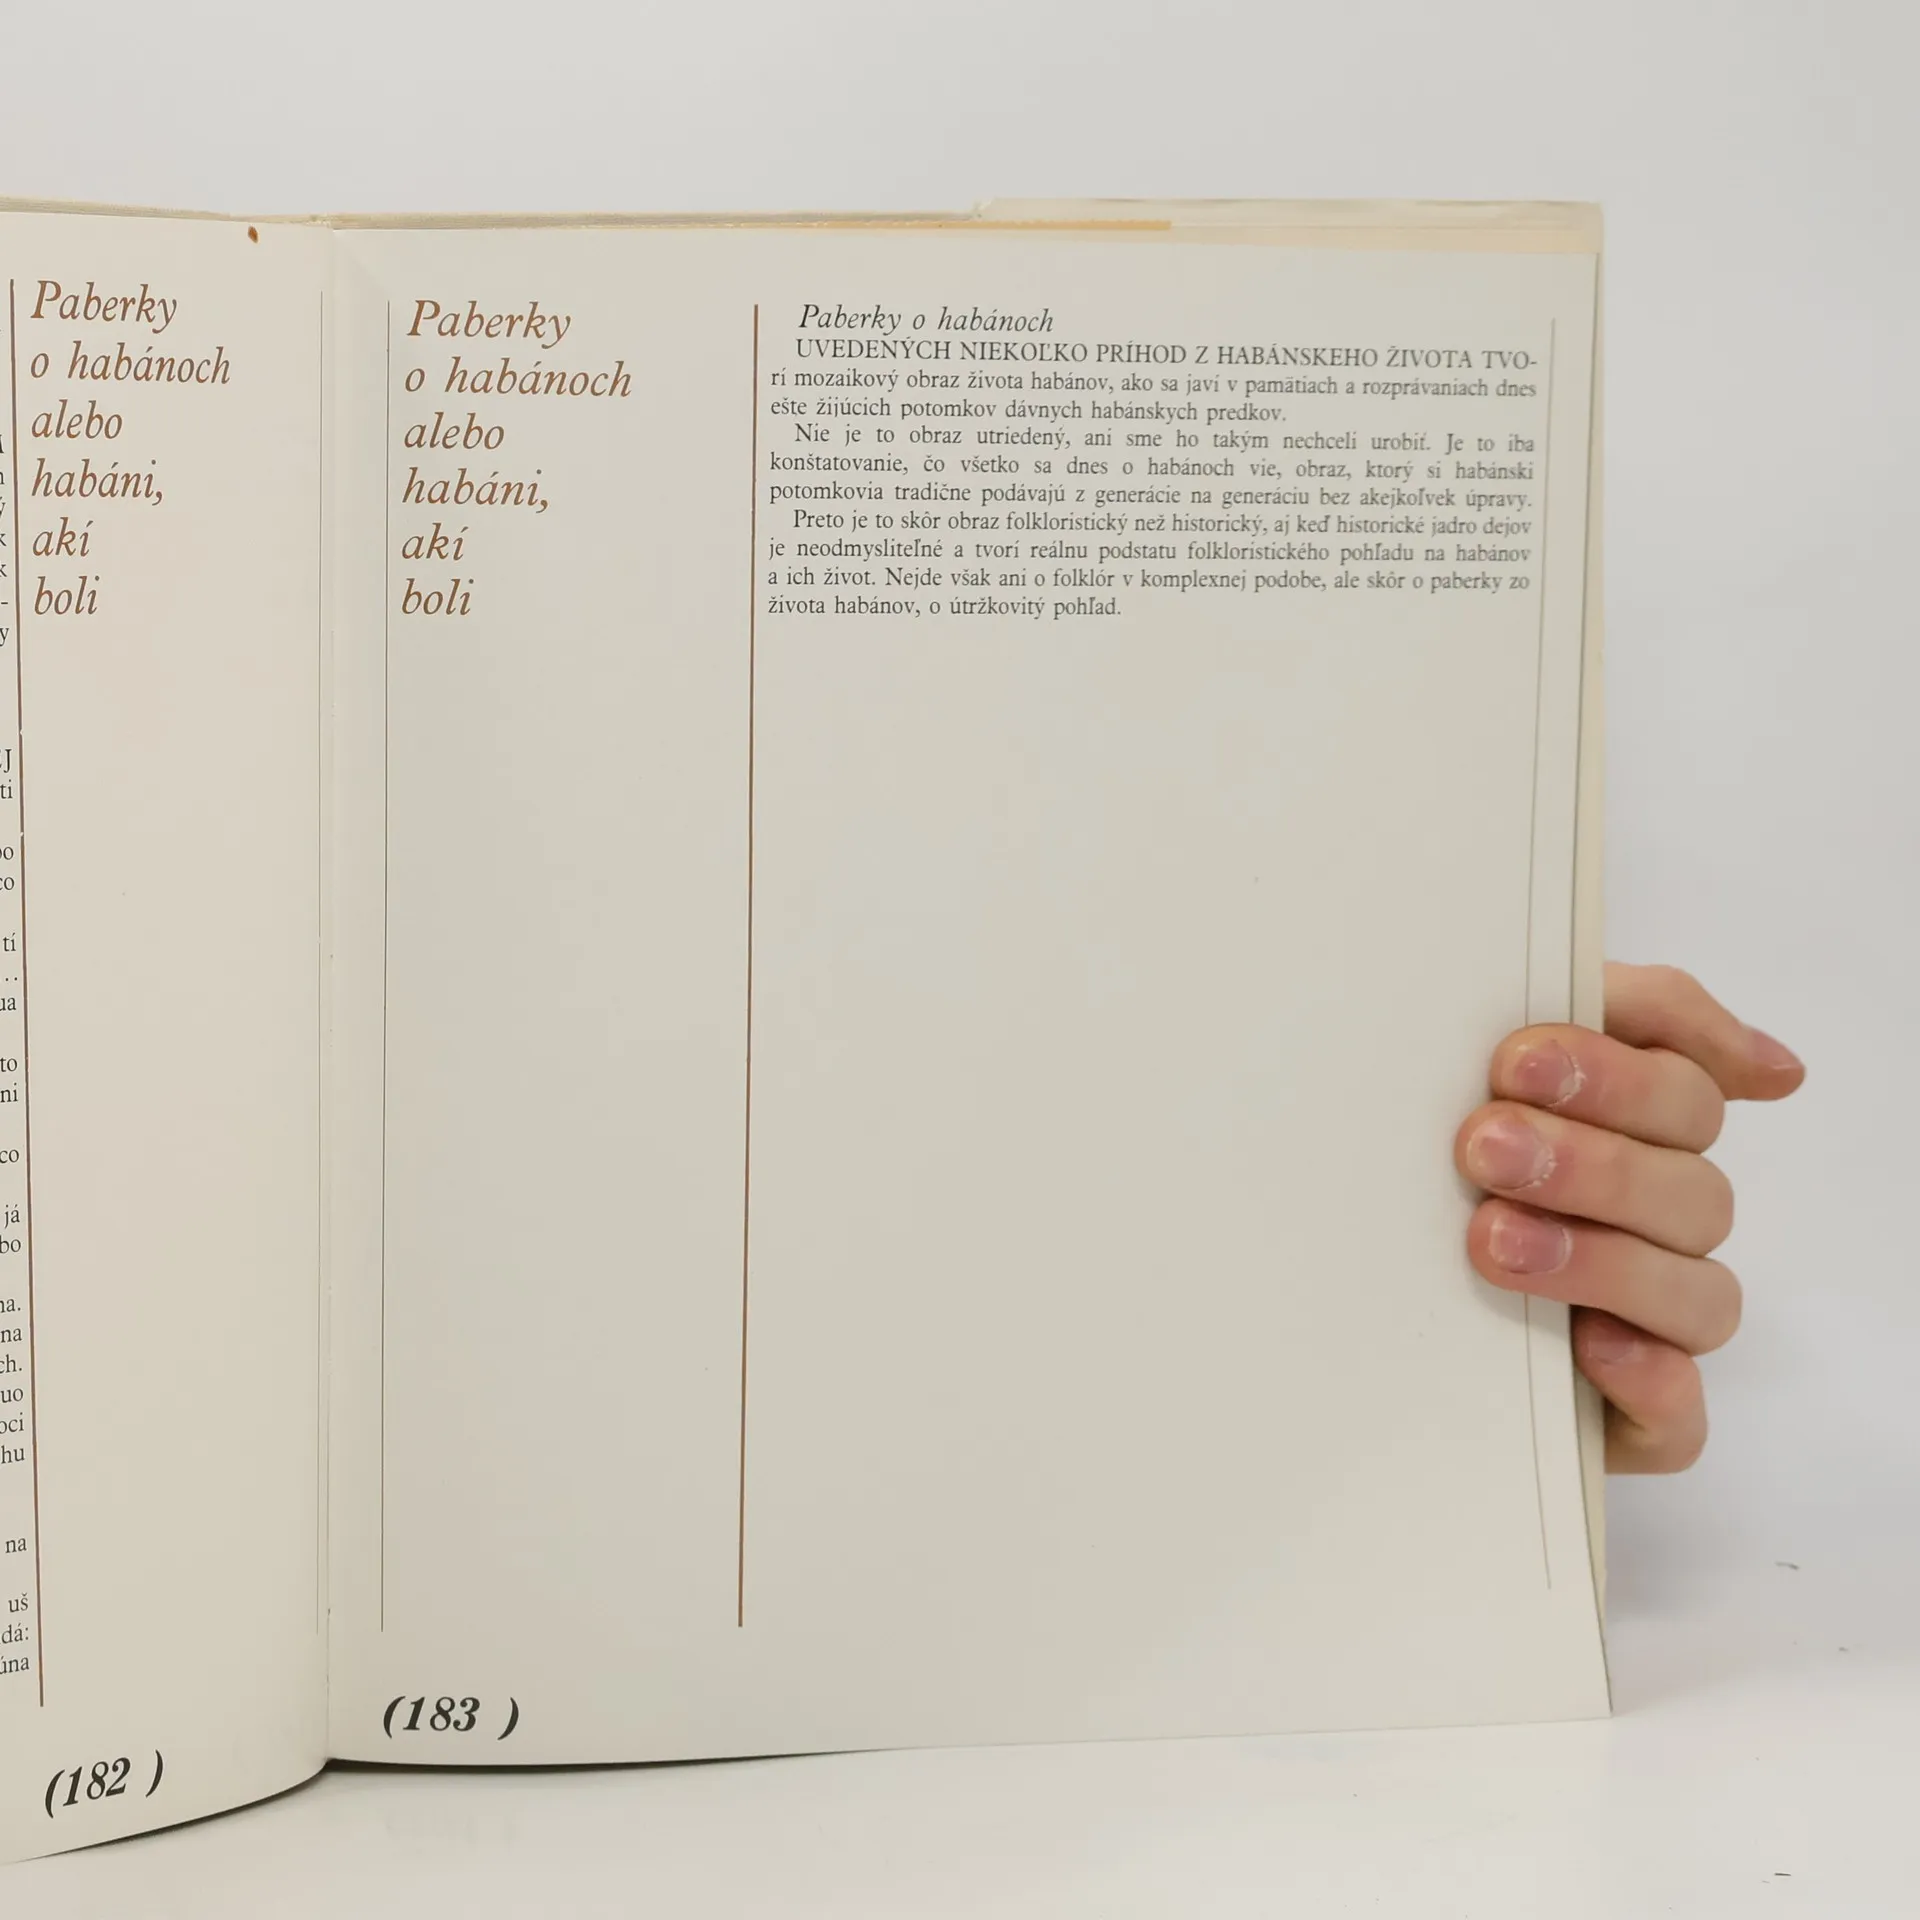 Paberky
o habánoch
alebo
habáni,
akí
boli
(182 )
Paberky
o habánoch
alebo
habáni,
akí
boli
(183 )
Paberky o habánoch
UVEDENÝCH NIEKOĽKO PRÍHOD Z HABÁNSKEHO ŽIVOTA TVO-
rí mozaikový obraz života habánov, ako sa javí v pamätiach a rozprávaniach dnes
ešte žijúcich potomkov dávnych habánskych predkov.
Nie je to obraz utriedený, ani sme ho takým nechceli urobiť. Je to iba
konštatovanie, čo všetko sa dnes o habánoch vie, obraz, ktorý si habánski
potomkovia tradične podávajú z generácie na generáciu bez akejkoľvek úpravy.
Preto je to skôr obraz folkloristický než historický, aj keď historické jadro dejov
je neodmysliteľné a tvorí reálnu podstatu folkloristického pohľadu na habánov
a ich život. Nejde však ani o folklór v komplexnej podobe, ale skôr o paberky zo
života habánov, o útržkovitý pohľad.